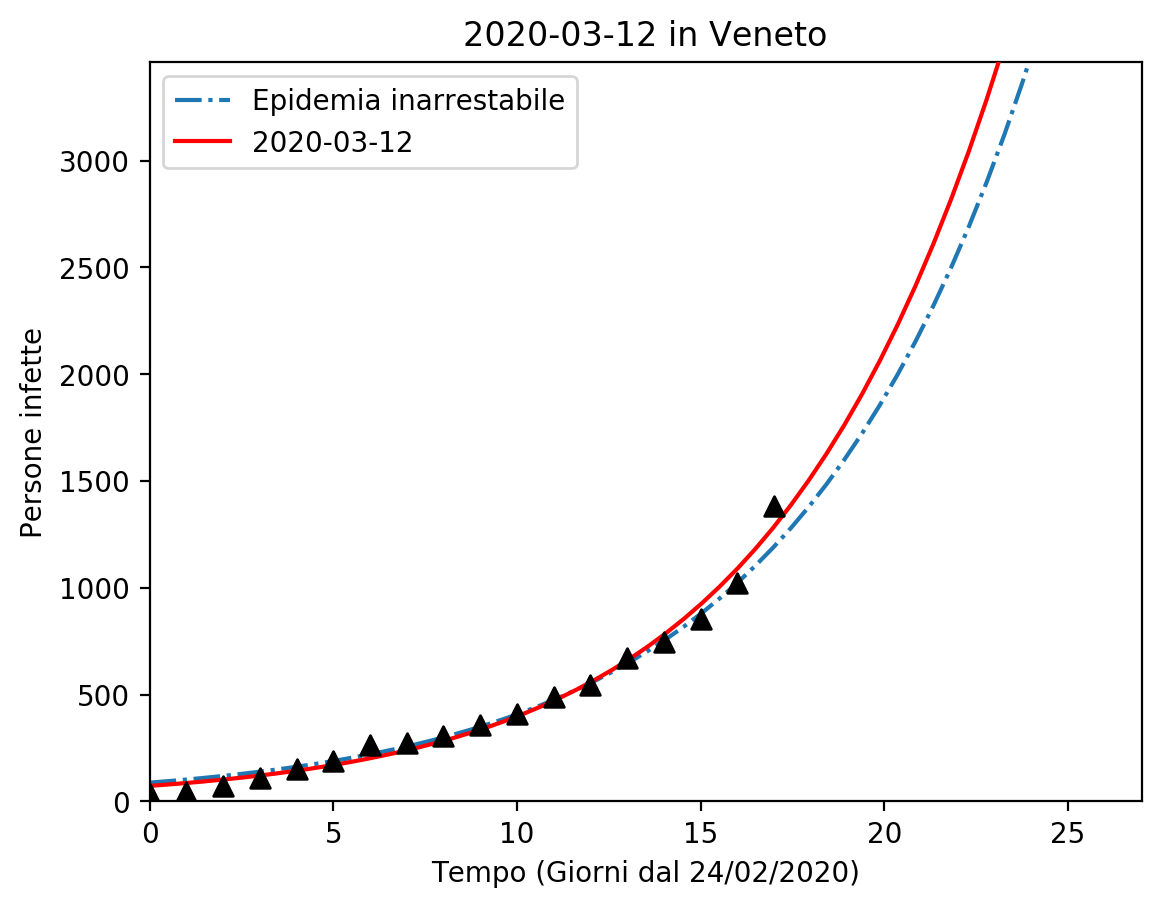 2020-03-12 in Veneto
Epidemia inarrestabile
2020-03-12
Persone infette
3000
2500
2000
1500
1000
500
0
0 5 10 15 20 25
Tempo (Giorni dal 24/02/2020)